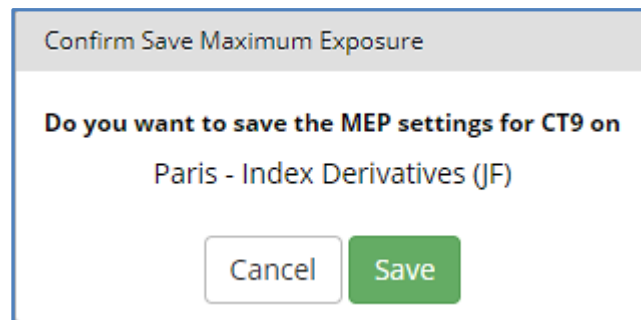 Confirm Save Maximum Exposure
Do you want to save the MEP settings for CT9 on
Paris - Index Derivatives (JF)
Cancel
Save